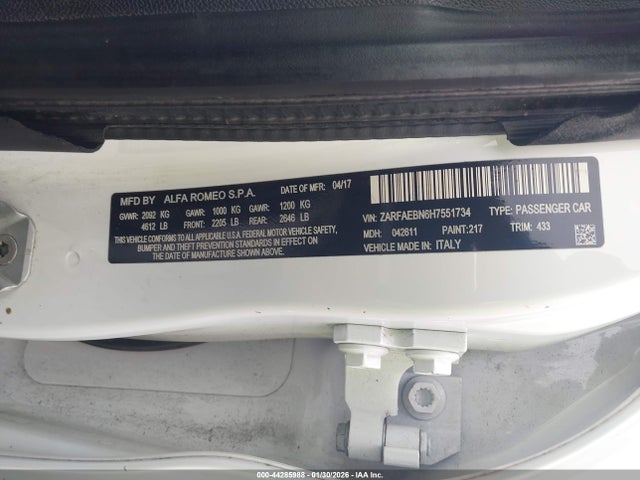 MFD BY ALFA ROMEO S.P.A. DATE OF MFR: 04/17
GVWR: 2092 KG GAWR: 1000 KG GAWR: 1200 KG
4612 LB FRONT: 2205 LB REAR: 2646 LB
THIS VEHICLE CONFORMS TO ALL APPLICABLE U.S.A. FEDERAL MOTOR VEHICLE SAFETY,
BUMPER AND THEFT PREVENTION STANDARDS IN EFFECT ON THE
DATE OF MANUFACTURE SHOWN ABOVE.
VIN: ZARFAEBN6H7551734 TYPE: PASSENGER CAR
MDH: 042611 PAINT: 217 TRIM: 433
VEHICLE MADE IN: ITALY
000-44285988 - 01/30/2026 - IAA Inc.